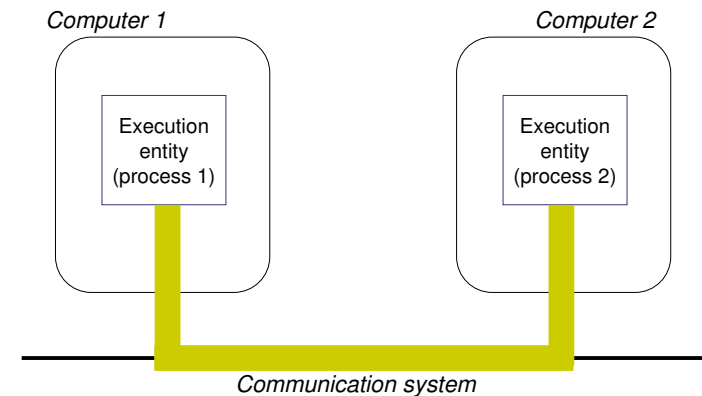 Computer 1
Computer 2
Execution
entity
(process 1)
Execution
entity
(process 2)
Communication system